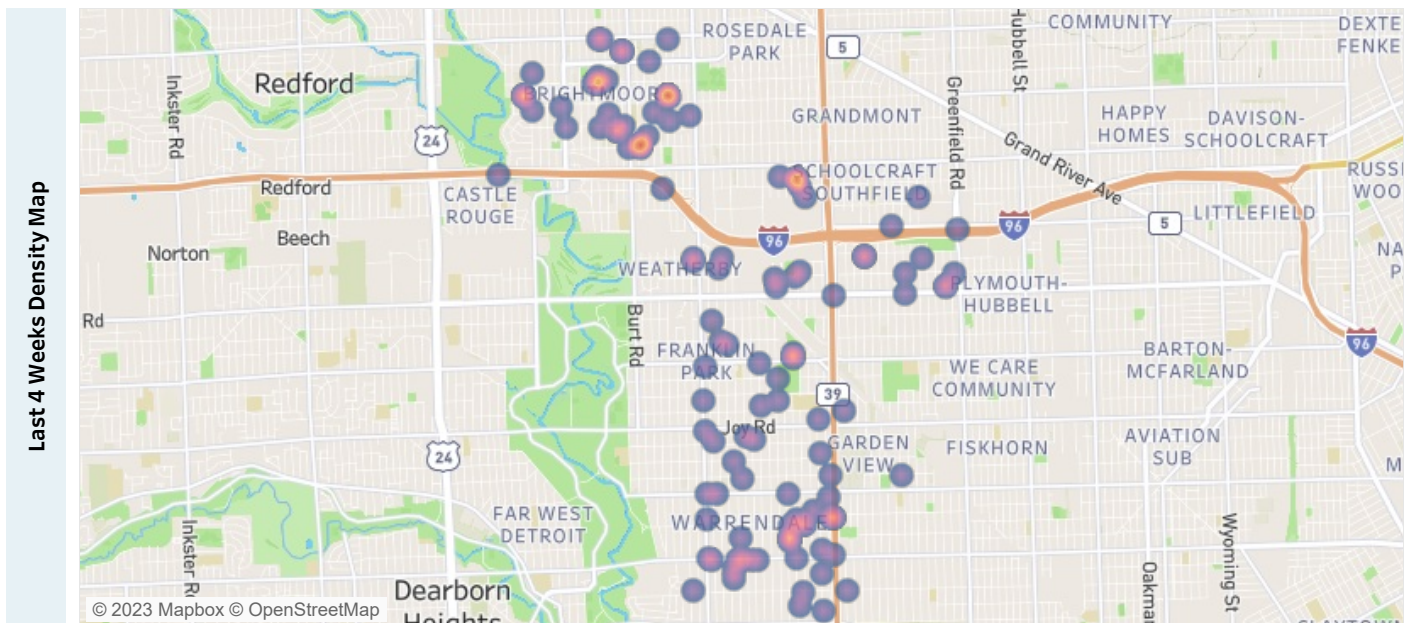 Last 4 Weeks Density Map
Hubbell St
COMMUNITY
DEXTE
FENKE
ROSEDALE
PARK
5
Redford
Inkster Rd
BRIGHTMOOR
Greenfield Rd
GRANDMONT
HAPPY
HOMES
DAVISON-
SCHOOLCRAFT
24
Grand River Ave
SCHOOLCRAFT
SOUTHFIELD
RUSS
WOO
Redford
CASTLE
ROUGE
LITTLEFIELD
5
96
96
Beech
Norton
WEATHERBY
NA
P
PLYMOUTH-
HUBBELL
Rd
Burt Rd
FRANKLIN
PARK
BARTON-
MCFARLAND
96
WE CARE
COMMUNITY
39
Joy Rd
GARDEN
VIEW
FISKHORN
AVIATION
SUB
24
M
FAR WEST
DETROIT
WARRENDALE
Inkster R
Wyoming St
Oakma
Dearborn
Heights
© 2023 Mapbox © OpenStreetMap